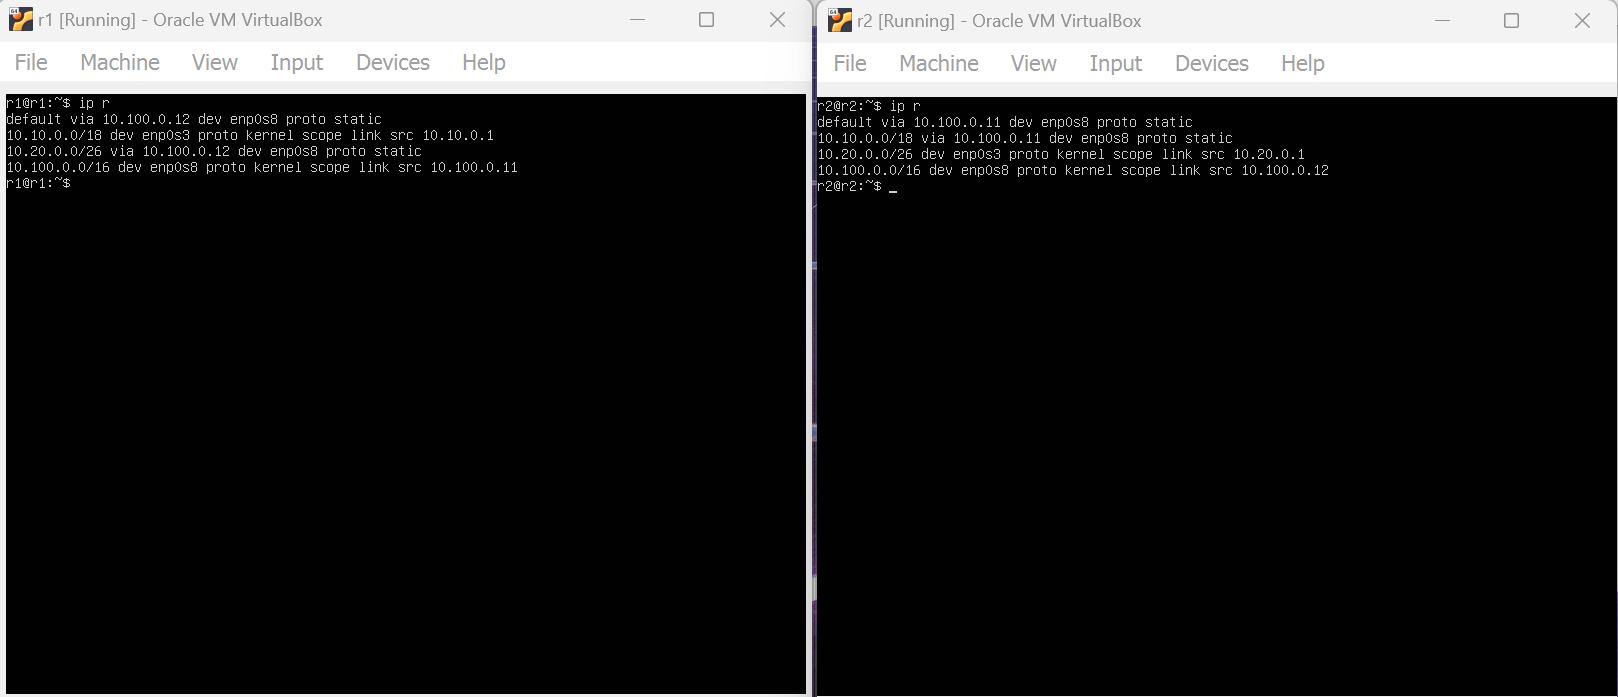 r1 [Running] - Oracle VM VirtualBox
File Machine View Input Devices Help
r1@r1:~$ ip r
default via 10.100.0.12 dev enp0s8 proto static
10.10.0.0/18 dev enp0s3 proto kernel scope link src 10.10.0.1
10.20.0.0/26 via 10.100.0.12 dev enp0s8 proto static
10.100.0.0/16 dev enp0s8 proto kernel scope link src 10.100.0.11
r1@r1:~$
r2 [Running] - Oracle VM VirtualBox
File Machine View Input Devices Help
r2@r2:~$ ip r
default via 10.100.0.11 dev enp0s8 proto static
10.10.0.0/18 via 10.100.0.11 dev enp0s8 proto static
10.20.0.0/26 dev enp0s3 proto kernel scope link src 10.20.0.1
10.100.0.0/16 dev enp0s8 proto kernel scope link src 10.100.0.12
r2@r2:~$ _